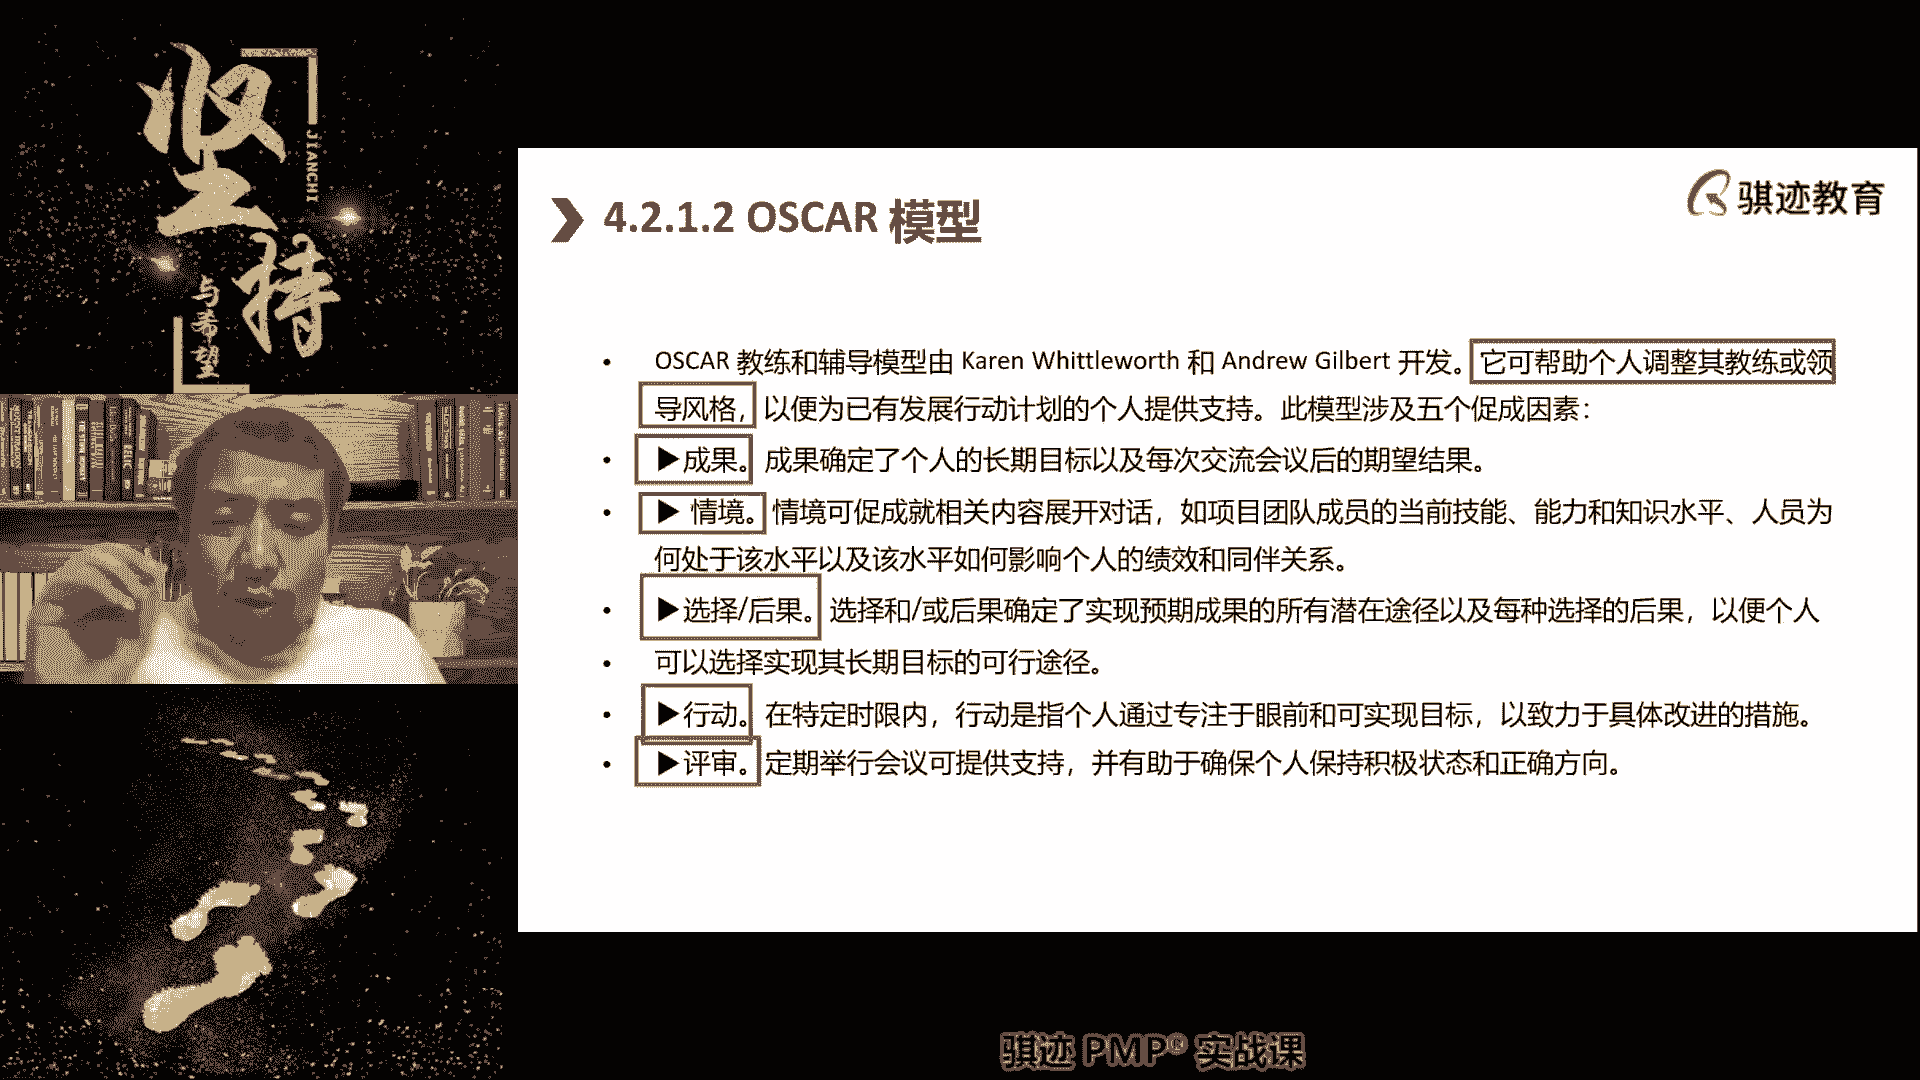 坚持
JIANCHI
与希望
骐迹教育
4.2.1.2 OSCAR 模型
• OSCAR 教练和辅导模型由 Karen Whittleworth 和 Andrew Gilbert 开发。它可帮助个人调整其教练或领
导风格，以便为已有发展行动计划的个人提供支持。此模型涉及五个促成因素：
• ▶成果。成果确定了个人的长期目标以及每次交流会议后的期望结果。
• ▶ 情境。情境可促成就相关内容展开对话，如项目团队成员的当前技能、能力和知识水平、人员为
何处于该水平以及该水平如何影响个人的绩效和同伴关系。
• ▶选择/后果。选择和/或后果确定了实现预期成果的所有潜在途径以及每种选择的后果，以便个人
• 可以选择实现其长期目标的可行途径。
• ▶行动。在特定时限内，行动是指个人通过专注于眼前和可实现目标，以致力于具体改进的措施。
• ▶评审。定期举行会议可提供支持，并有助于确保个人保持积极状态和正确方向。
骐迹 PMP® 实战课